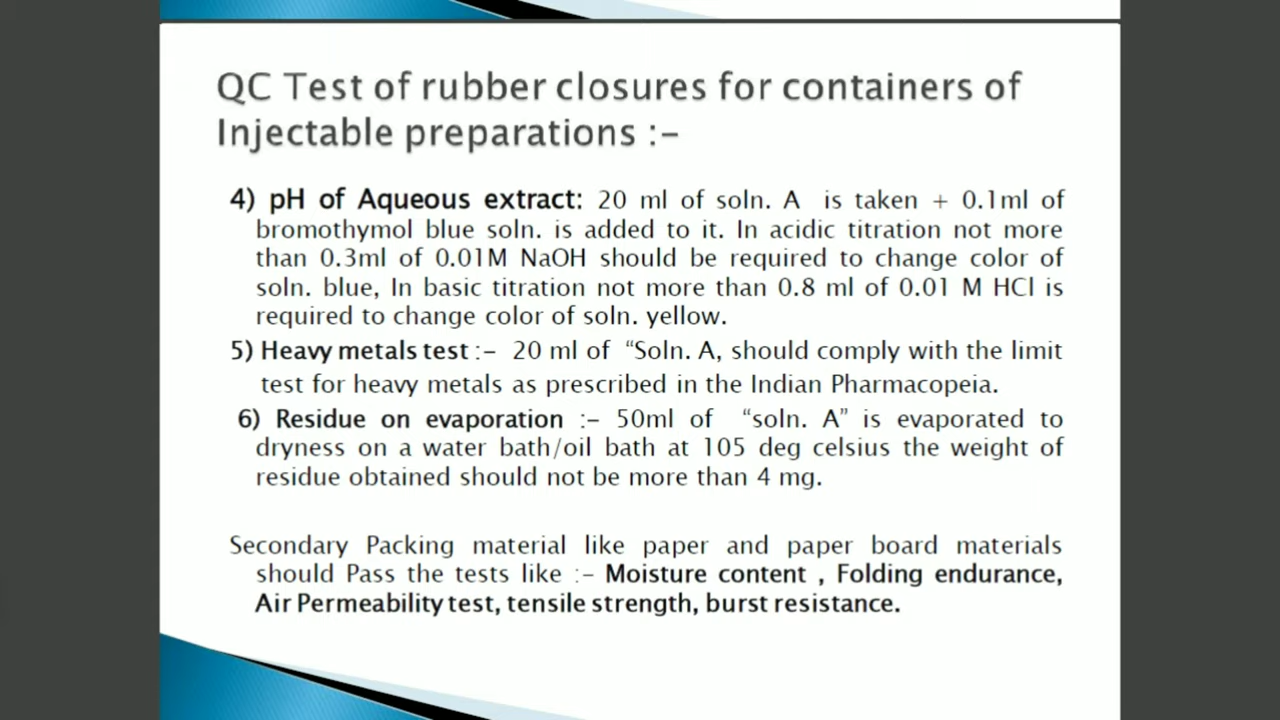 QC Test of rubber closures for containers of
Injectable preparations :-
4) pH of Aqueous extract: 20 ml of soln. A is taken + 0.1ml of
bromothymol blue soln. is added to it. In acidic titration not more
than 0.3ml of 0.01M NaOH should be required to change color of
soln. blue, In basic titration not more than 0.8 ml of 0.01 M HCl is
required to change color of soln. yellow.
5) Heavy metals test :- 20 ml of “Soln. A, should comply with the limit
test for heavy metals as prescribed in the Indian Pharmacopeia.
6) Residue on evaporation :- 50ml of “soln. A” is evaporated to
dryness on a water bath/oil bath at 105 deg celsius the weight of
residue obtained should not be more than 4 mg.
Secondary Packing material like paper and paper board materials
should Pass the tests like :- Moisture content , Folding endurance,
Air Permeability test, tensile strength, burst resistance.